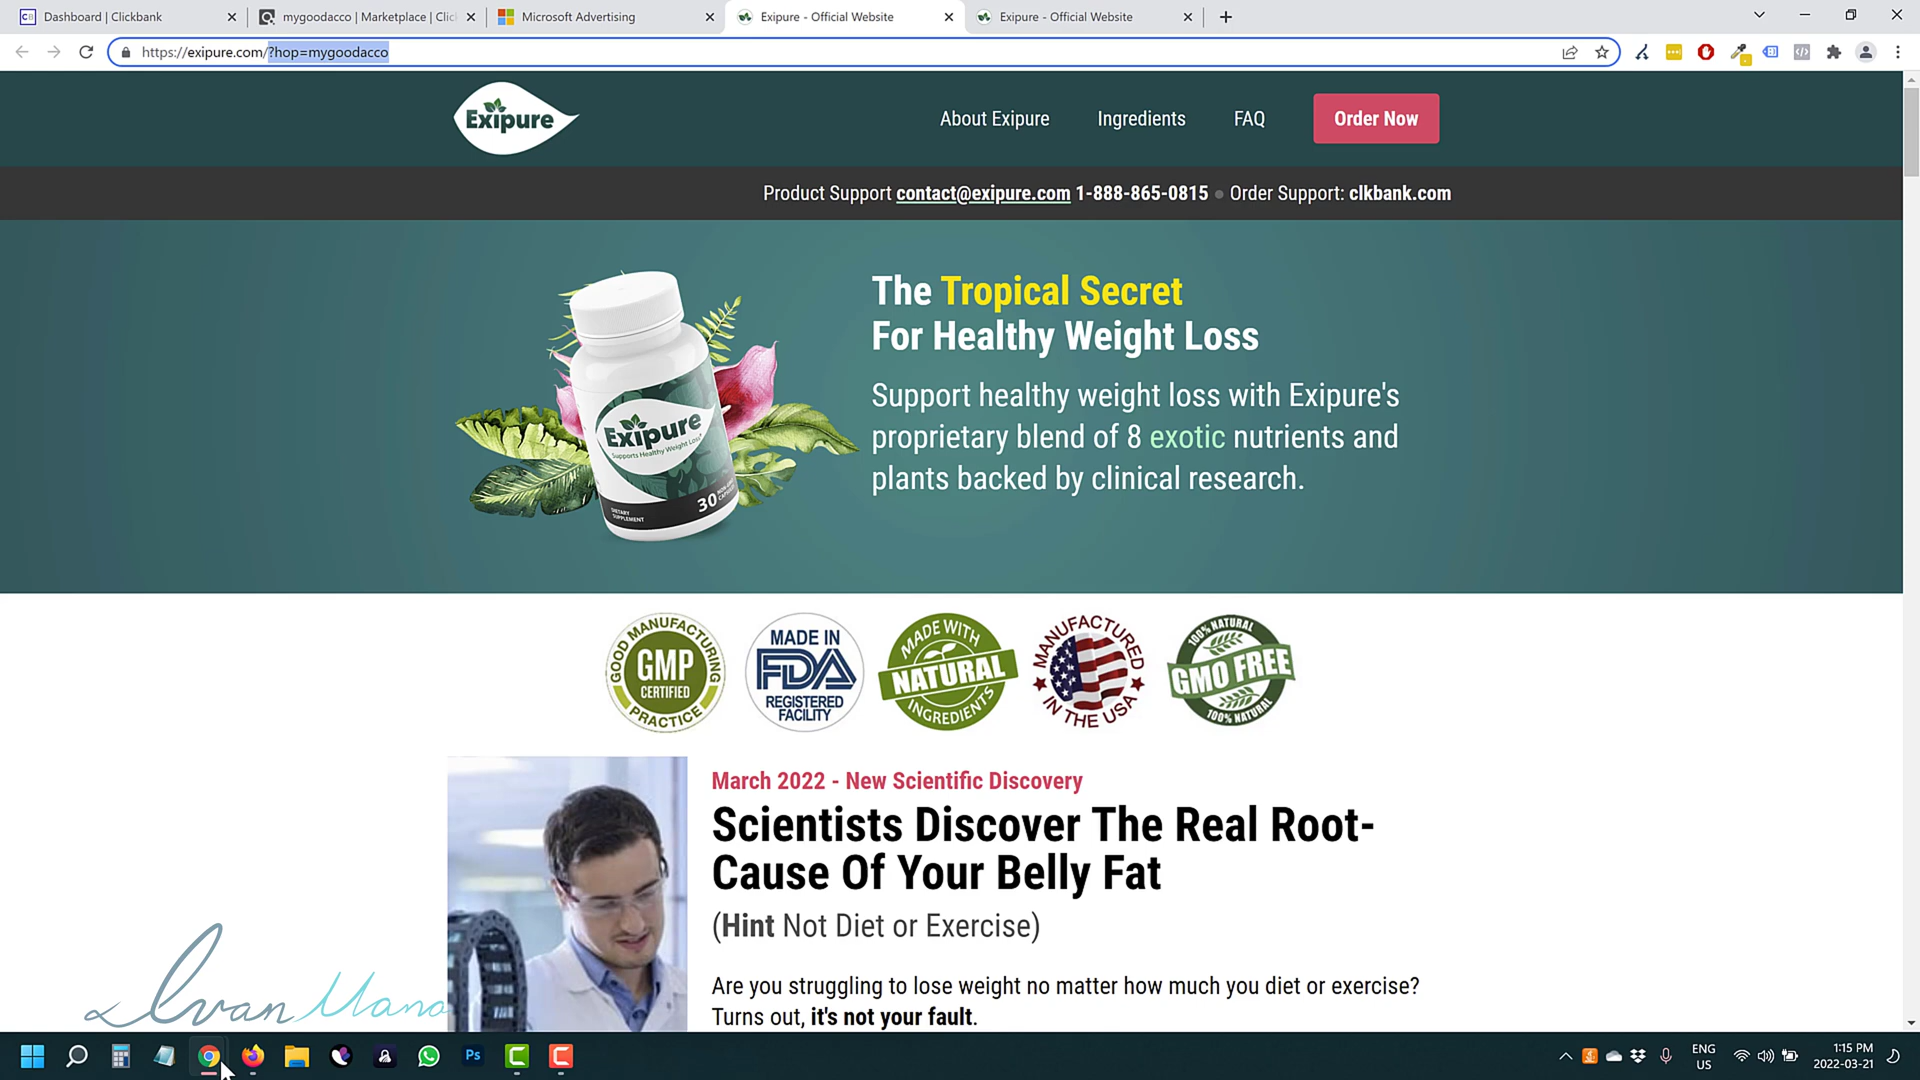 CB Dashboard | Clickbank
mygoodacco | Marketplace | Clic
Microsoft Advertising
Exipure - Official Website
Exipure - Official Website
https://exipure.com/?hop=mygoodacco
Exipure
About Exipure
Ingredients
FAQ
Order Now
Product Support contact@exipure.com 1-888-865-0815 ● Order Support: clkbank.com
The Tropical Secret
For Healthy Weight Loss
Support healthy weight loss with Exipure's
proprietary blend of 8 exotic nutrients and
plants backed by clinical research.
Exipure
Supports Healthy Weight Loss
DIETARY
SUPPLEMENT
30
GOOD MANUFACTURING
GMP
CERTIFIED
PRACTICE
MADE IN
FDA
REGISTERED
FACILITY
MADE WITH
NATURAL
INGREDIENTS
MANUFACTURED
IN THE USA
100% NATURAL
GMO FREE
100% NATURAL
March 2022 - New Scientific Discovery
Scientists Discover The Real Root-
Cause Of Your Belly Fat
(Hint Not Diet or Exercise)
Are you struggling to lose weight no matter how much you diet or exercise?
Turns out, it's not your fault.
Ivan Mana
Ps
ENG
US
1:15 PM
2022-03-21